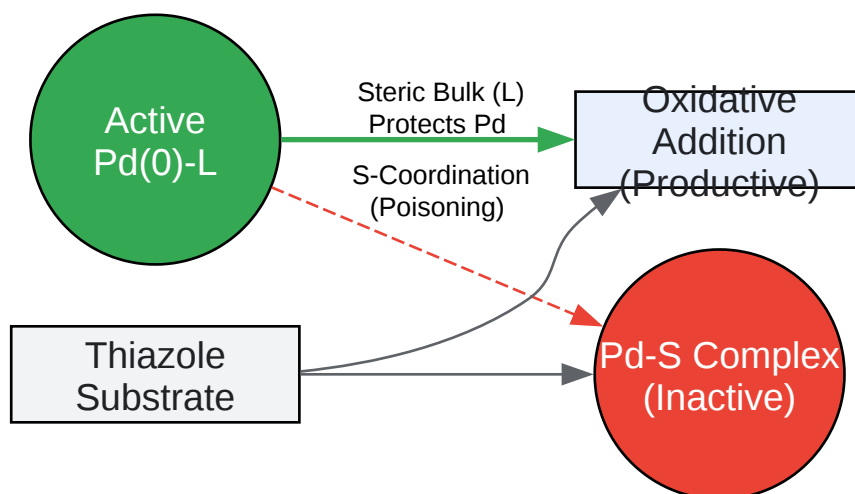 Active
Pd(0)-L
Steric Bulk (L)
Protects Pd
Oxidative
Addition
(Productive)
S-Coordination
(Poisoning)
Thiazole
Substrate
Pd-S Complex
(Inactive)